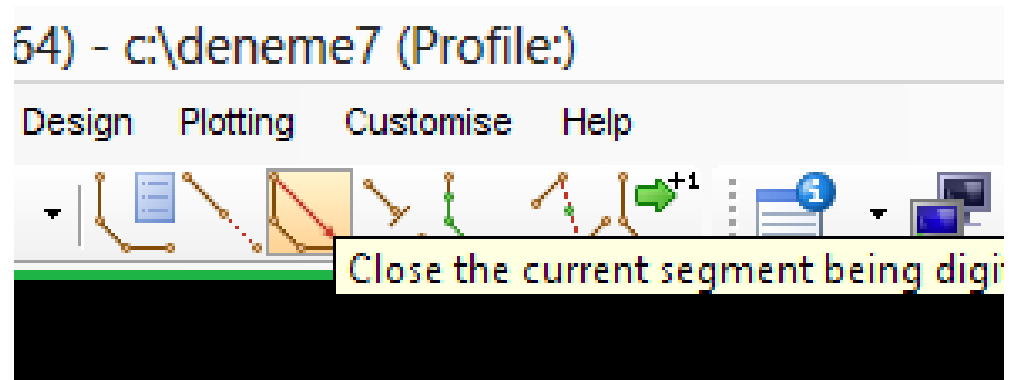 64) - c:\deneme7 (Profile:)
Design Plotting Customise Help
+1
Close the current segment being digi